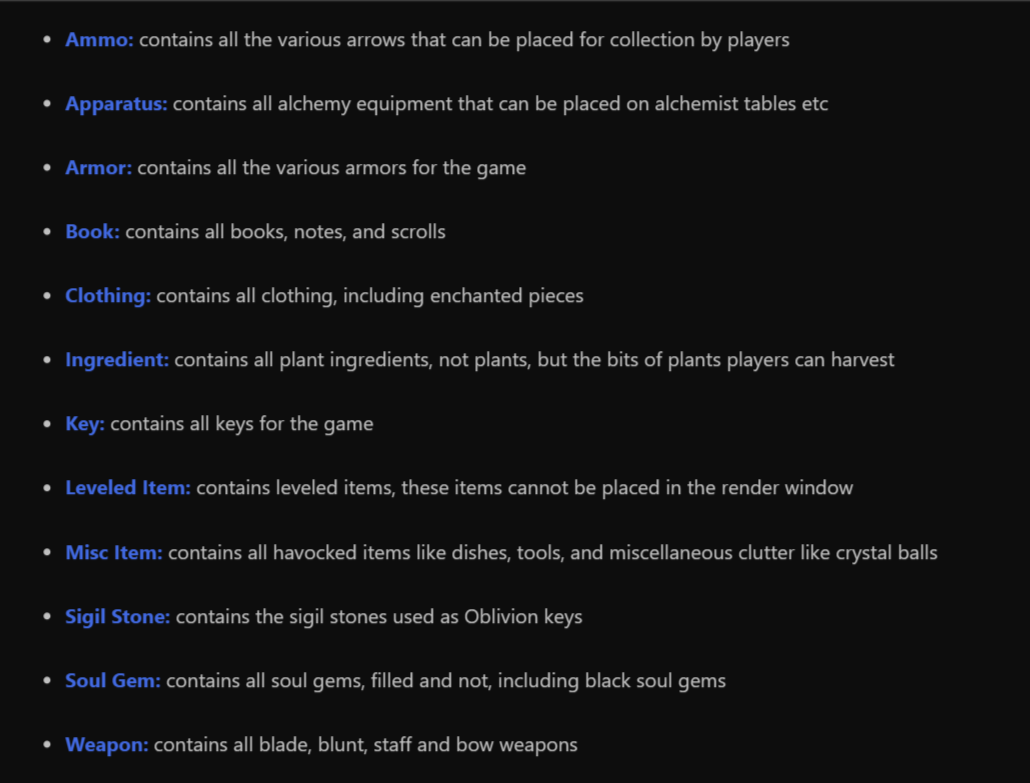 • Ammo: contains all the various arrows that can be placed for collection by players
• Apparatus: contains all alchemy equipment that can be placed on alchemist tables etc
• Armor: contains all the various armors for the game
• Book: contains all books, notes, and scrolls
• Clothing: contains all clothing, including enchanted pieces
• Ingredient: contains all plant ingredients, not plants, but the bits of plants players can harvest
• Key: contains all keys for the game
• Leveled Item: contains leveled items, these items cannot be placed in the render window
• Misc Item: contains all havocked items like dishes, tools, and miscellaneous clutter like crystal balls
• Sigil Stone: contains the sigil stones used as Oblivion keys
• Soul Gem: contains all soul gems, filled and not, including black soul gems
• Weapon: contains all blade, blunt, staff and bow weapons